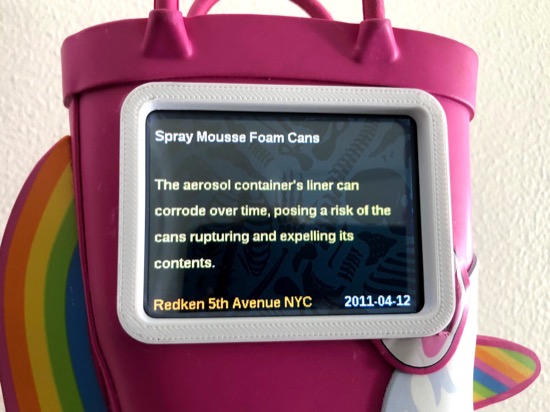 Spray Mousse Foam Cans
The aerosol container's liner can
corrode over time, posing a risk of the
cans rupturing and expelling its
contents.
Redken 5th Avenue NYC 2011-04-12